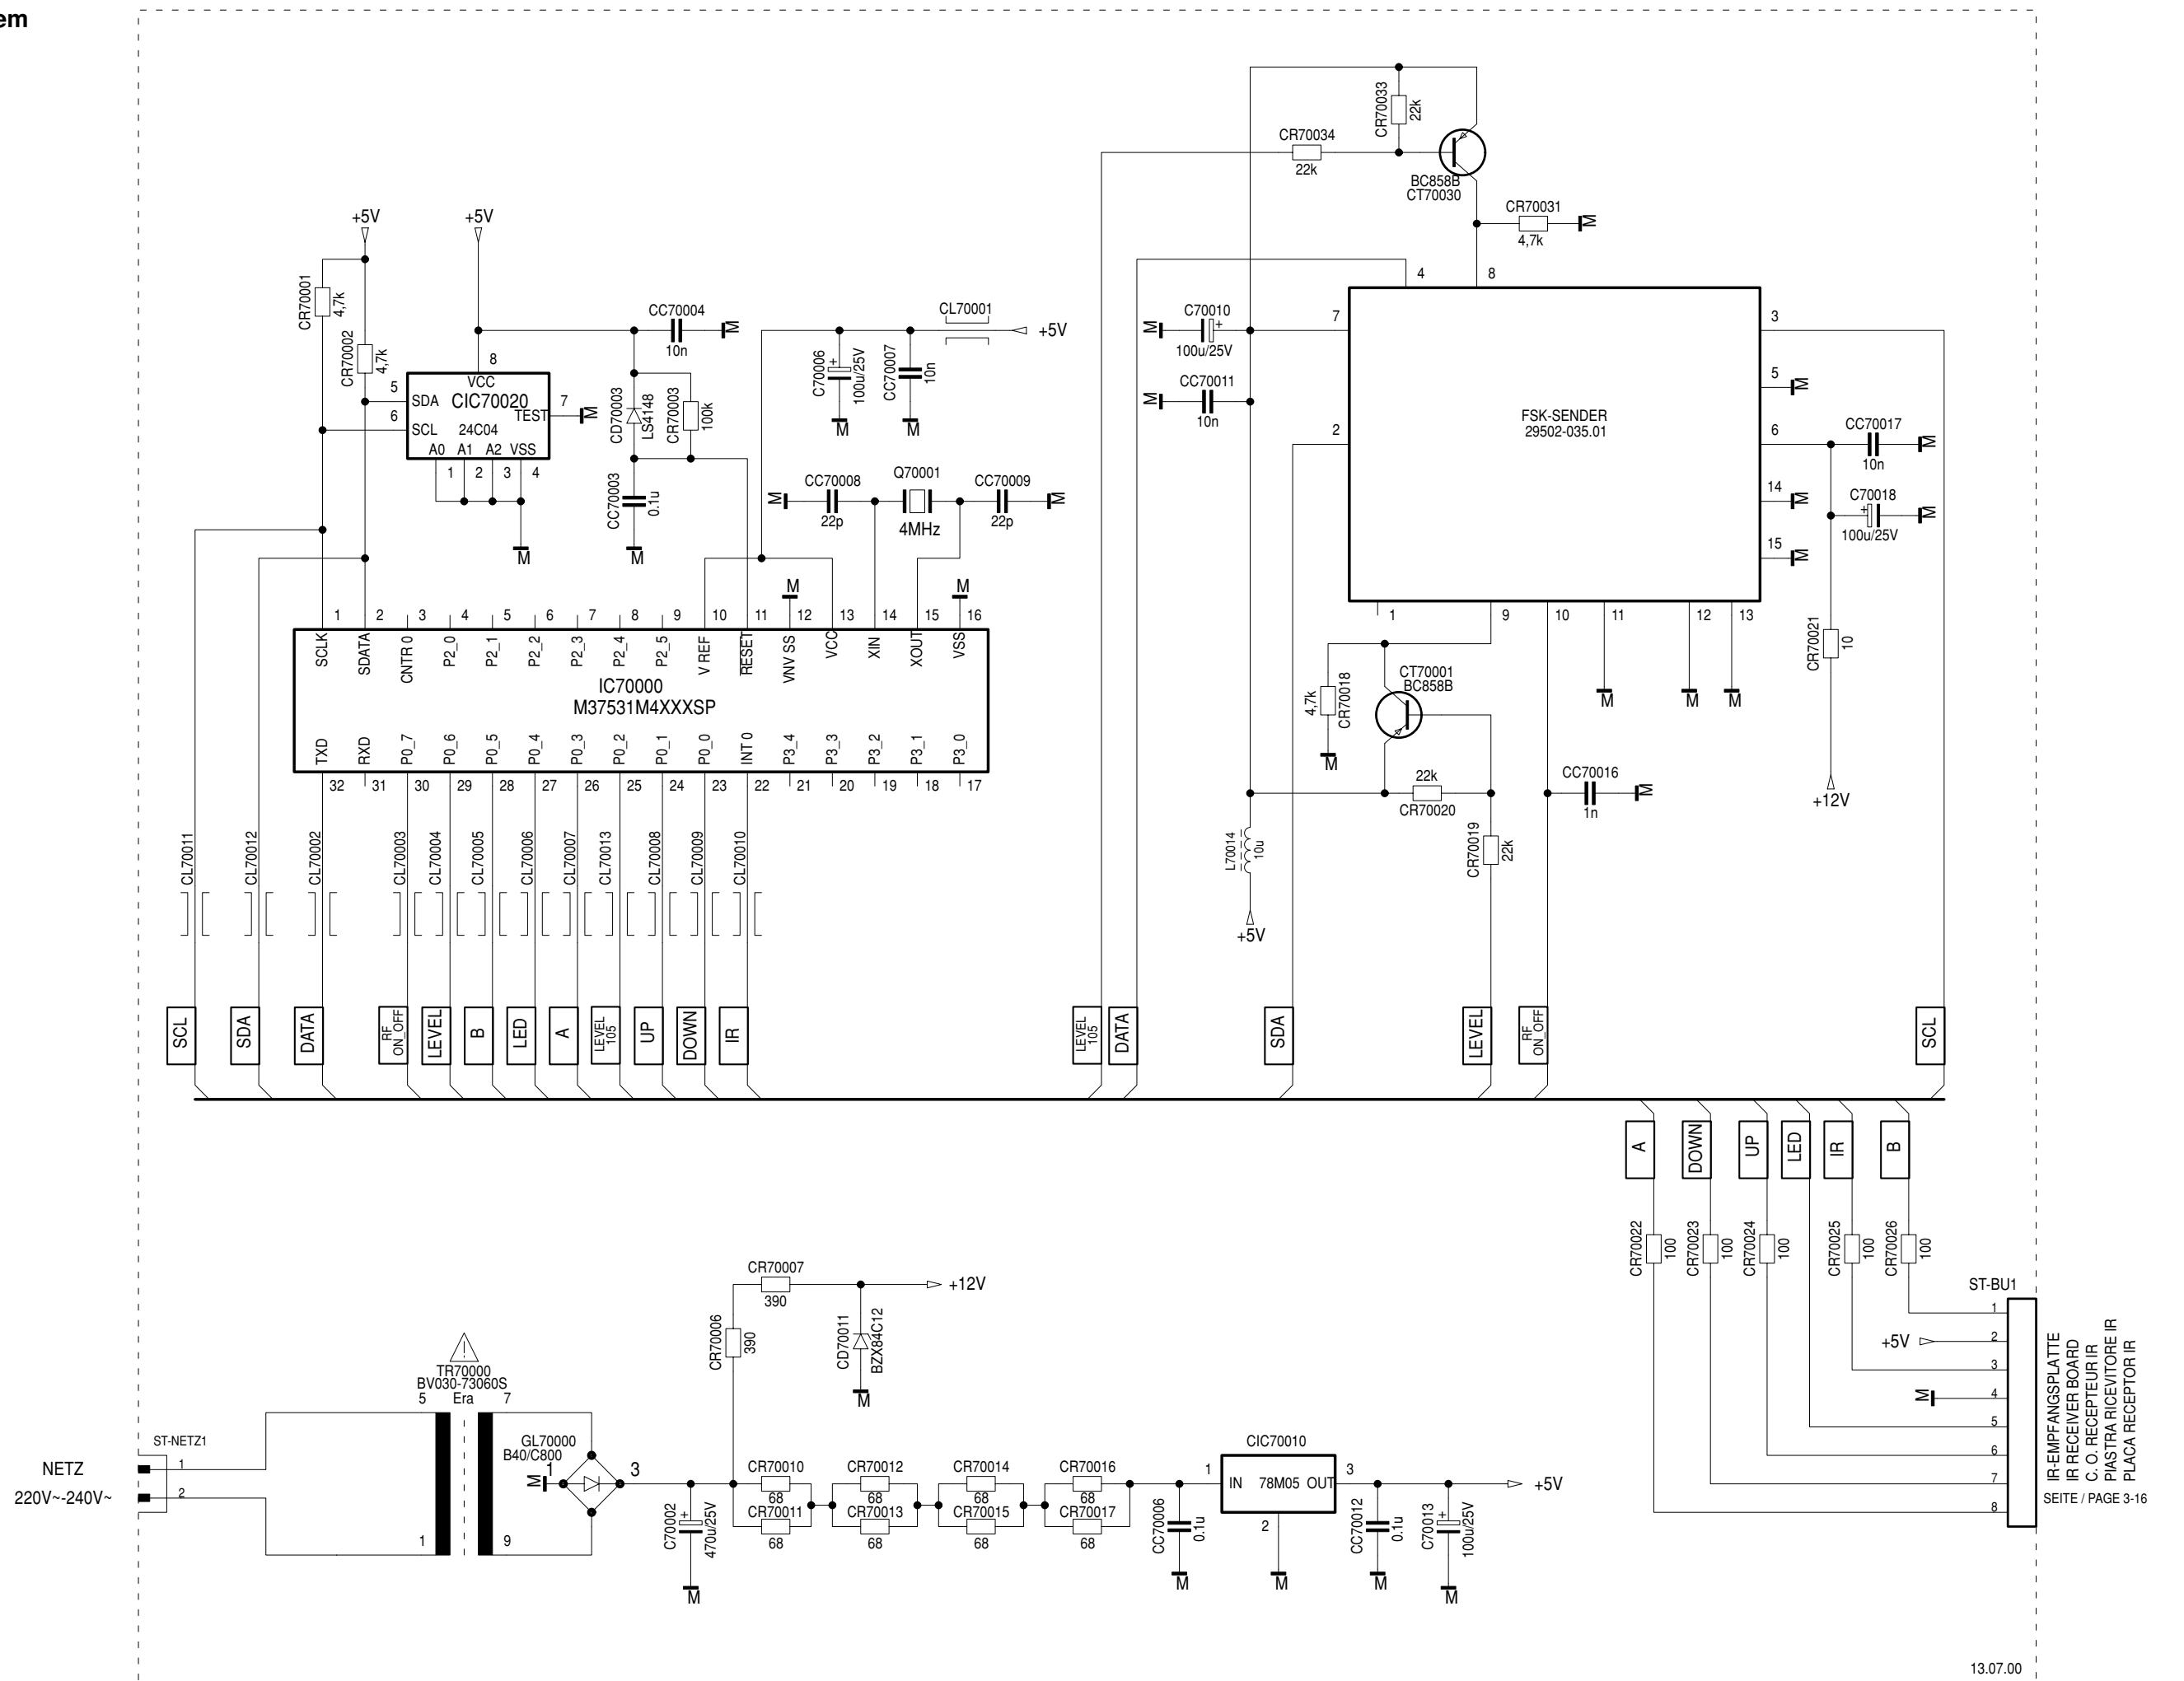 em
CR70033
22k
CR70034
22k
BC858B
CT70030
CR70031
4,7k
M
+5V
+5V
CR70001
4,7k
CR70002
4,7k
CC70004
10n
M
CL70001
+5V
8
VCC
5
SDA
CIC70020
7
TEST
M
6
SCL
24C04
A0 A1 A2 VSS
1 2 3 4
M
CD70003
LS4148
CR70003
100k
CC70003
0.1u
M
C70006
100u/25V
M
CC70007
10n
M
M
CC70008
22p
Q70001
4MHz
CC70009
22p
M
M
M
1 2 3 4 5 6 7 8 9 10 11 12 13 14 15 16
SCLK SDATA CNTR 0 P2_0 P2_1 P2_2 P2_3 P2_4 P2_5 V REF RESET VNV SS VCC XIN XOUT VSS
IC70000
M37531M4XXXSP
TXD RXD P0_7 P0_6 P0_5 P0_4 P0_3 P0_2 P0_1 P0_0 INT 0 P3_4 P3_3 P3_2 P3_1 P3_0
32 31 30 29 28 27 26 25 24 23 22 21 20 19 18 17
CL70011 CL70012 CL70002 CL70003 CL70004 CL70005 CL70006 CL70007 CL70013 CL70008 CL70009 CL70010
SCL
SDA
DATA
RF
ON_OFF
LEVEL
B
LED
A
LEVEL
105
UP
DOWN
IR
4 8
M
C70010
100u/25V
7
M
CC70011
10n
2
FSK-SENDER
29502-035.01
3
5
M
6
CC70017
10n
M
14
M
C70018
100u/25V
M
15
M
1 9 10 11 12 13
M
M
M
CR70021
10
+12V
4,7k
CR70018
M
CT70001
BC858B
22k
CR70020
CR70019
22k
CC70016
1n
M
L70014
10u
+5V
LEVEL
105
DATA
SDA
LEVEL
RF
ON_OFF
SCL
A
DOWN
UP
LED
IR
B
CR70022
100
CR70023
100
CR70024
100
CR70025
100
CR70026
100
ST-BU1
1
+5V
2
3
M
4
5
6
7
8
IR-EMPFANGSPLATTE
IR RECEIVER BOARD
C. O. RECEPTEUR IR
PIASTRA RICEVITORE IR
PLACA RECEPTOR IR
SEITE / PAGE 3-16
CR70007
390
+12V
CR70006
390
CD70011
BZX84C12
M
TR70000
BV030-73060S
5 Era 7
1 9
ST-NETZ1
1
2
NETZ
220V~-240V~
GL70000
B40/C800
M
1
3
C70002
470u/25V
M
CR70010
68
CR70011
68
CR70012
68
CR70013
68
CR70014
68
CR70015
68
CR70016
68
CR70017
68
CC70006
0.1u
M
CIC70010
1
IN 78M05 OUT
3
2
M
CC70012
0.1u
M
C70013
100u/25V
M
+5V
13.07.00